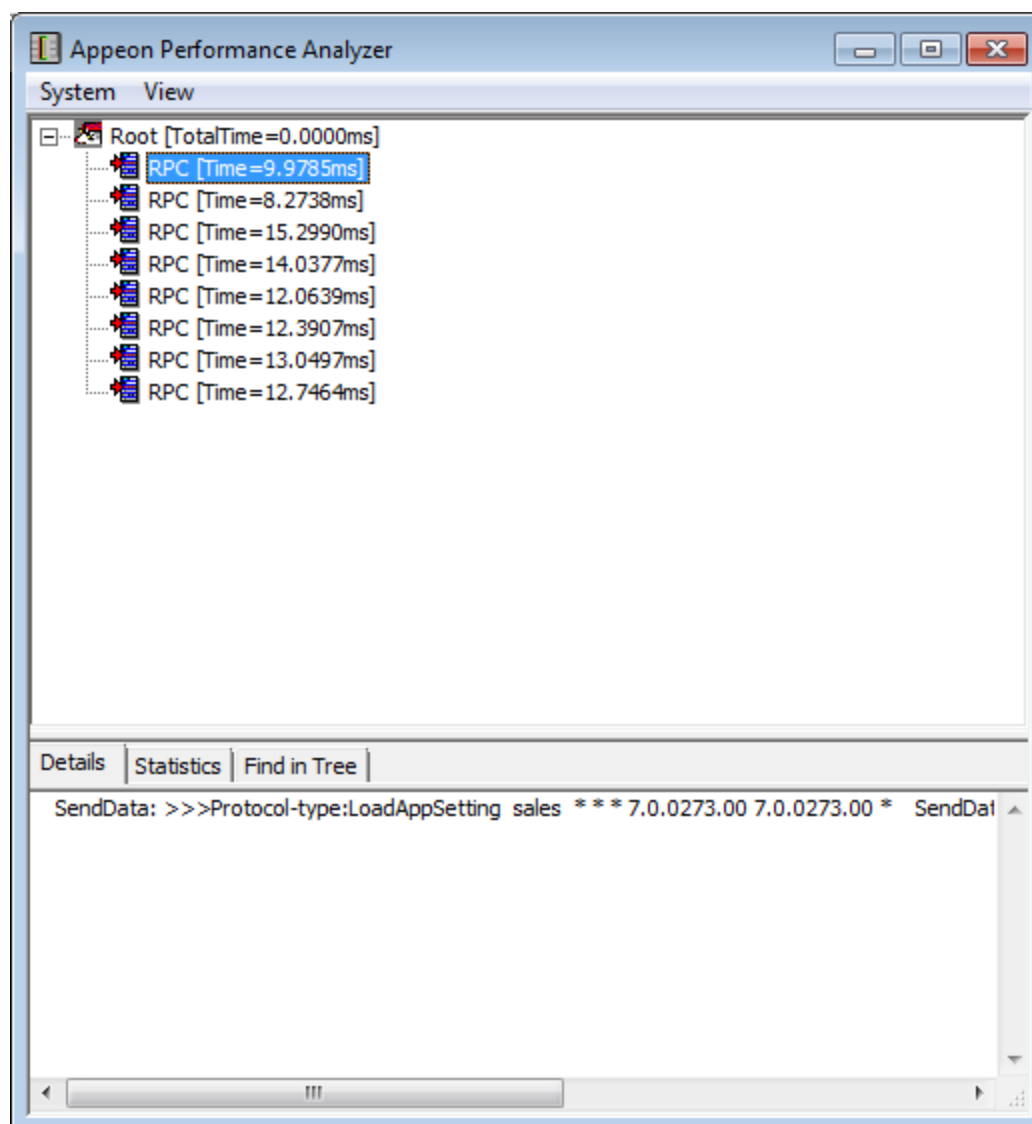 Appeon Performance Analyzer
System View
Root [TotalTime=0.0000ms]
RPC [Time=9.9785ms]
RPC [Time=8.2738ms]
RPC [Time=15.2990ms]
RPC [Time=14.0377ms]
RPC [Time=12.0639ms]
RPC [Time=12.3907ms]
RPC [Time=13.0497ms]
RPC [Time=12.7464ms]
Details Statistics Find in Tree
SendData: >>>Protocol-type:LoadAppSetting sales * * * 7.0.0273.00 7.0.0273.00 * SendDat